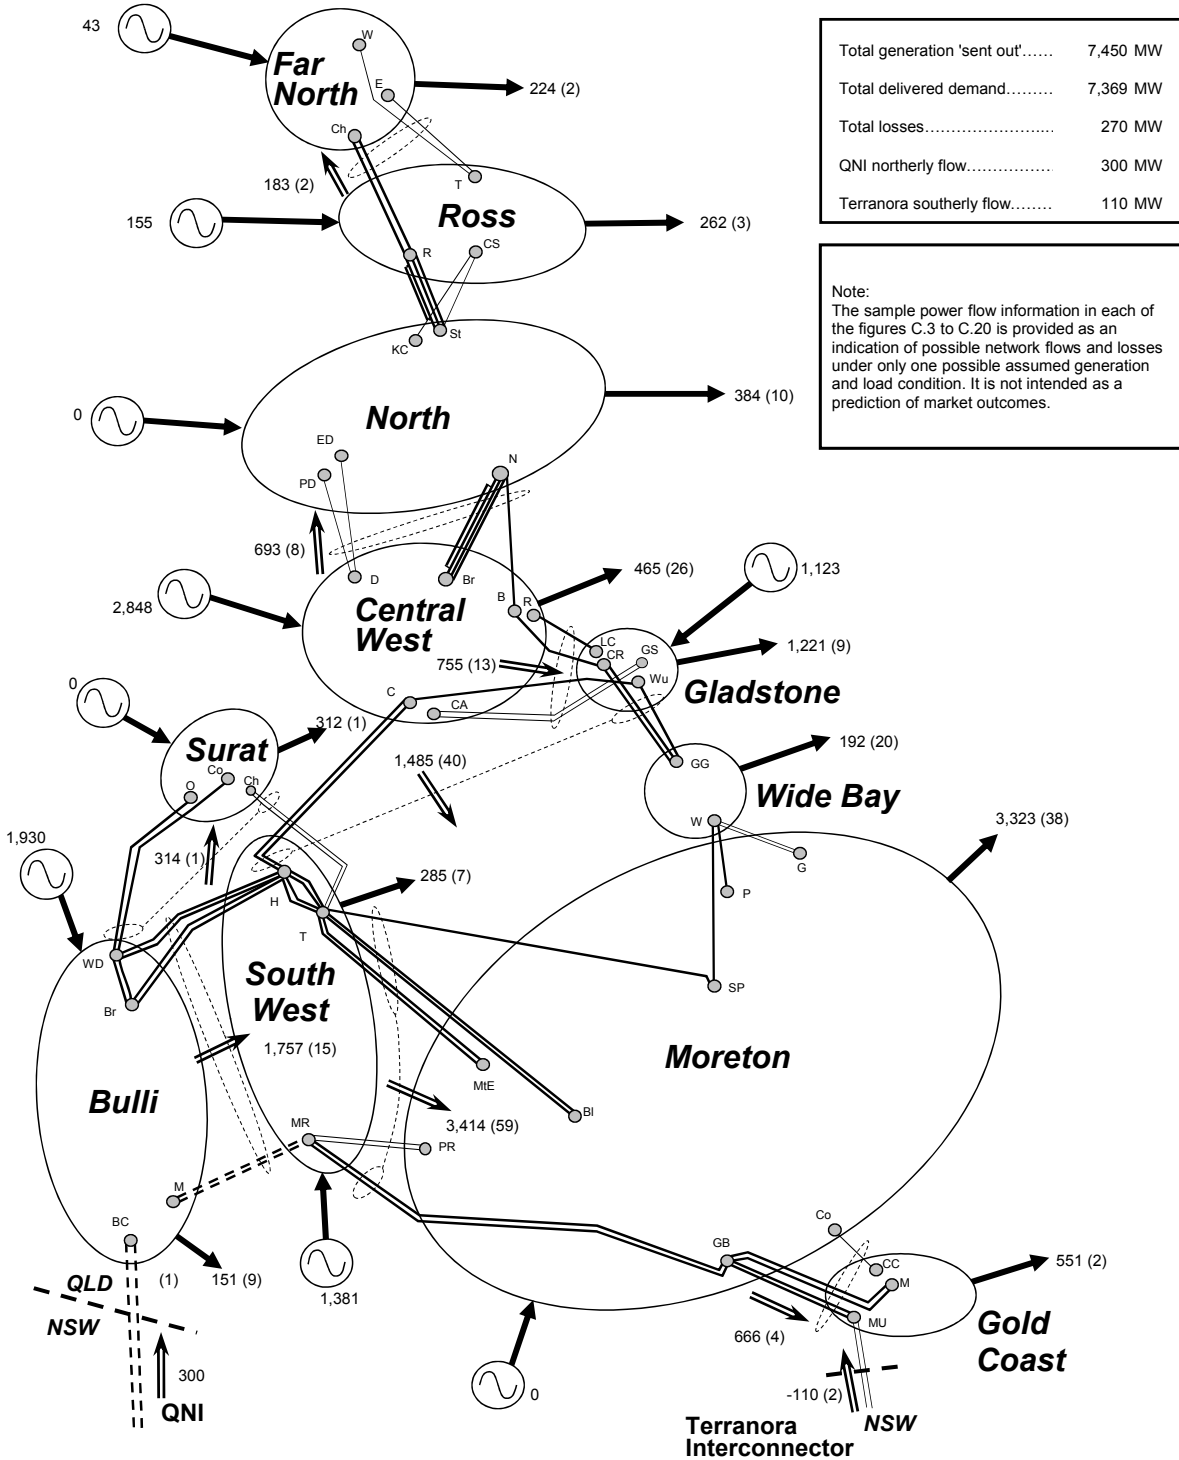 43
W
Far
North
E
224 (2)
Ch
183 (2)
T
155
Ross
262 (3)
CS
R
St
KC
0
North
384 (10)
ED
N
PD
693 (8)
D
Br
465 (26)
1,123
2,848
B
R
Central
West
LC
CR
GS
1,221 (9)
755 (13)
Wu
Gladstone
C
CA
0
312 (1)
192 (20)
Surat
Co
Ch
O
1,485 (40)
GG
Wide Bay
W
3,323 (38)
1,930
314 (1)
G
285 (7)
P
H
T
WD
South
West
SP
Br
1,757 (15)
Moreton
MtE
Bulli
Bl
MR
3,414 (59)
PR
M
BC
Co
GB
CC
551 (2)
M
(1)
151 (9)
QLD
1,381
NSW
MU
666 (4)
Gold
Coast
300
QNI
0
-110 (2)
NSW
Terranora
Interconnector
Total generation 'sent out'...... 7,450 MW
Total delivered demand......... 7,369 MW
Total losses........................... 270 MW
QNI northerly flow................ 300 MW
Terranora southerly flow........ 110 MW
Note:
The sample power flow information in each of
the figures C.3 to C.20 is provided as an
indication of possible network flows and losses
under only one possible assumed generation
and load condition. It is not intended as a
prediction of market outcomes.